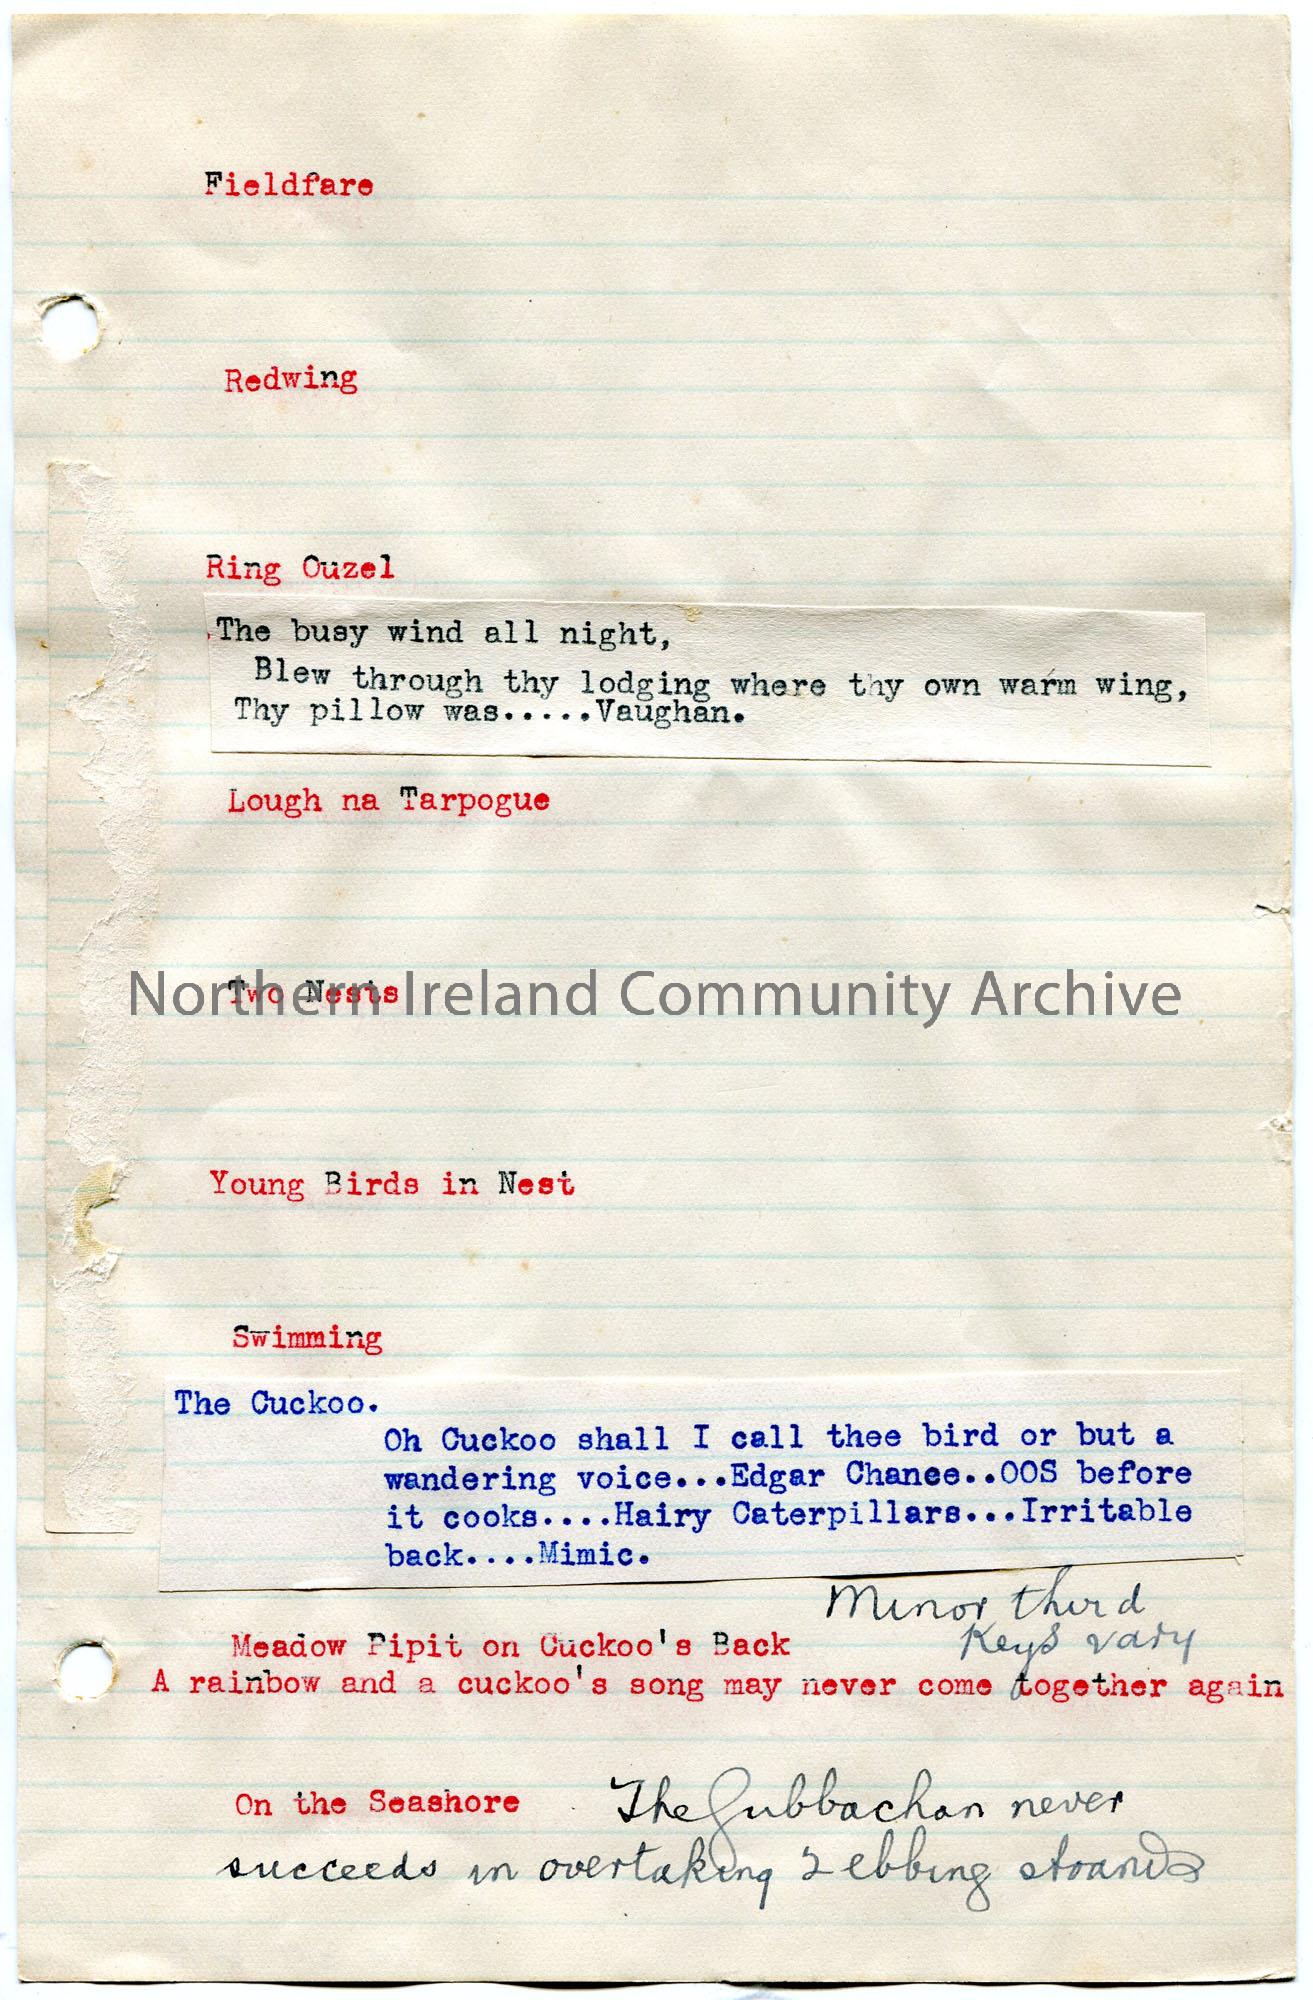 Fieldfare
Redwing
Ring Ouzel
The busy wind all night,
Blew through thy lodging where thy own warm wing,
Thy pillow was.....Vaughan.
Lough na Tarpogue
Two Nests
Northern Ireland Community Archive
Young Birds in Nest
Swimming
The Cuckoo.
Oh Cuckoo shall I call thee bird or but a
wandering voice...Edgar Chance..OOS before
it cooks....Hairy Caterpillars...Irritable
back....Mimic.
Minor third
Meadow Pipit on Cuckoo's Back Keys vary
A rainbow and a cuckoo's song may never come together again
On the Seashore The Gubbachan never
succeeds in overtaking 2 ebbing strands